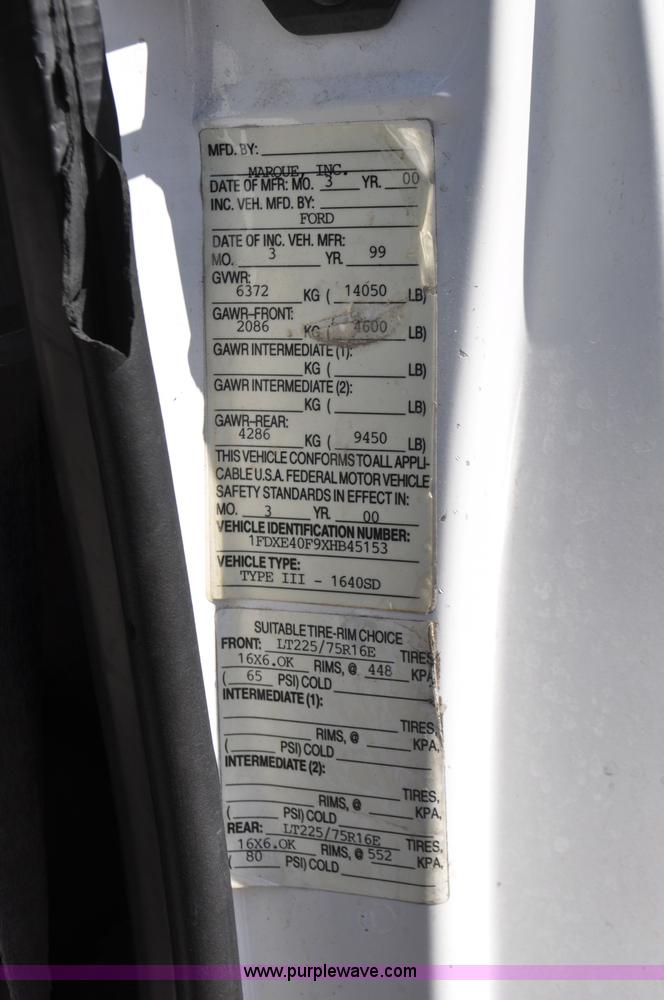 MFD. BY:
MARQUE, INC.
DATE OF MFR: MO. 3 YR. 00
INC. VEH. MFD. BY:
FORD
DATE OF INC. VEH. MFR:
MO. 3 YR. 99
GVWR:
6372 KG ( 14050 LB)
GAWR-FRONT:
2086 KG ( 4600 LB)
GAWR INTERMEDIATE (1):
KG ( LB)
GAWR INTERMEDIATE (2):
KG ( LB)
GAWR-REAR:
4286 KG ( 9450 LB)
THIS VEHICLE CONFORMS TO ALL APPLI-
CABLE U.S.A. FEDERAL MOTOR VEHICLE
SAFETY STANDARDS IN EFFECT IN:
MO. 3 YR. 00
VEHICLE IDENTIFICATION NUMBER:
1FDXE40F9XHB45153
VEHICLE TYPE:
TYPE III - 1640SD
SUITABLE TIRE-RIM CHOICE
FRONT: LT225/75R16E TIRES
16X6.OK RIMS, @ 448 KPA
( 65 PSI) COLD
INTERMEDIATE (1):
TIRES,
RIMS, @ KPA,
( PSI) COLD
INTERMEDIATE (2):
TIRES,
RIMS, @ KPA,
( PSI) COLD
REAR: LT225/75R16E TIRES,
16X6.OK RIMS, @ 552 KPA,
( 80 PSI) COLD
www.purplewave.com